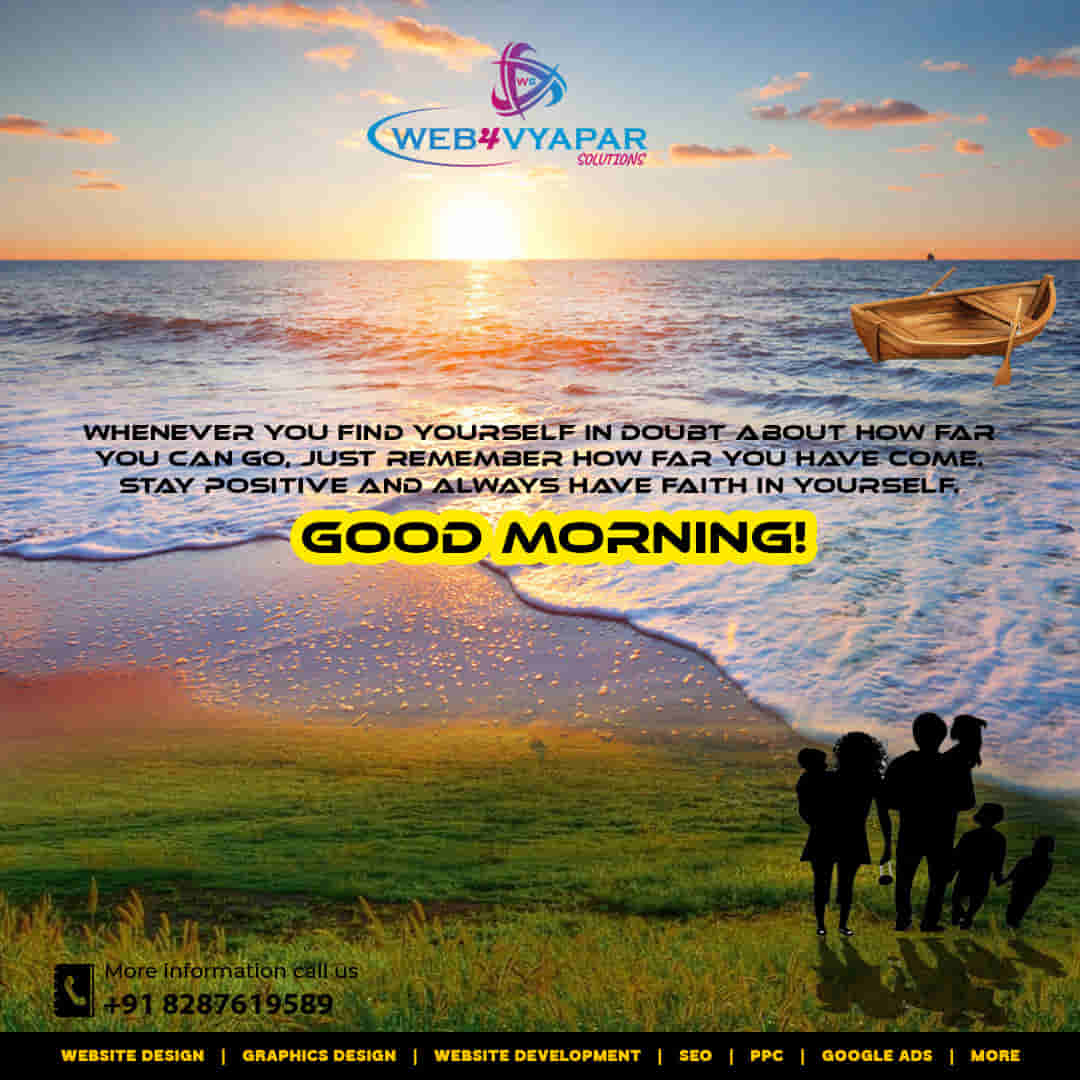 WG
WEB4VYAPAR
SOLUTIONS
WHENEVER YOU FIND YOURSELF IN DOUBT ABOUT HOW FAR
YOU CAN GO, JUST REMEMBER HOW FAR YOU HAVE COME.
STAY POSITIVE AND ALWAYS HAVE FAITH IN YOURSELF.
GOOD MORNING!
More information call us
+91 8287619589
WEBSITE DESIGN | GRAPHICS DESIGN | WEBSITE DEVELOPMENT | SEO | PPC | GOOGLE ADS | MORE